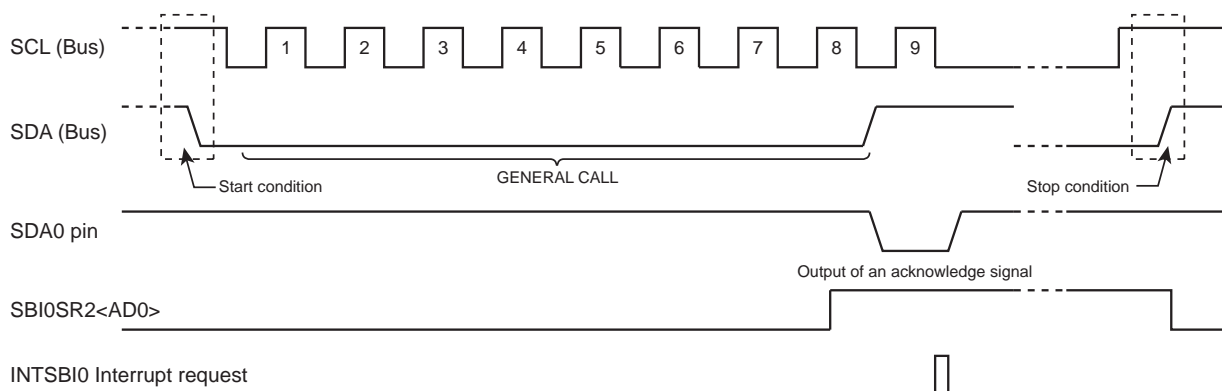 SCL (Bus)
1 2 3 4 5 6 7 8 9
SDA (Bus)
Start condition
GENERAL CALL
Stop condition
SDA0 pin
Output of an acknowledge signal
SBI0SR2<AD0>
INTSBI0 Interrupt request